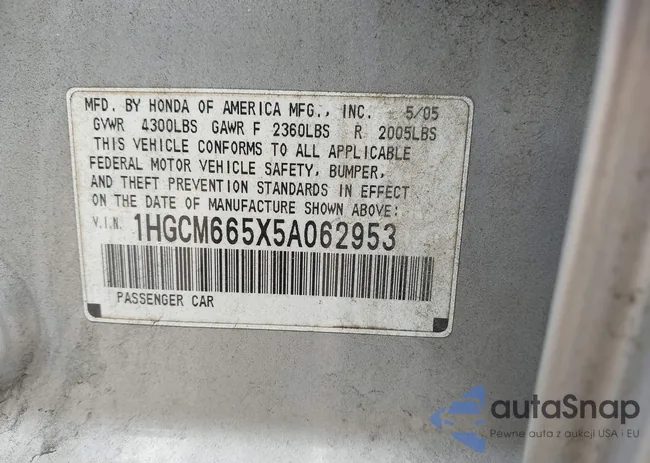 MFD. BY HONDA OF AMERICA MFG., INC. 5/05
GVWR 4300LBS GAWR F 2360LBS R 2005LBS
THIS VEHICLE CONFORMS TO ALL APPLICABLE
FEDERAL MOTOR VEHICLE SAFETY, BUMPER,
AND THEFT PREVENTION STANDARDS IN EFFECT
ON THE DATE OF MANUFACTURE SHOWN ABOVE:
V.I.N. 1HGCM665X5A062953
PASSENGER CAR
autaSnap
Pewne auta z aukcji USA i EU